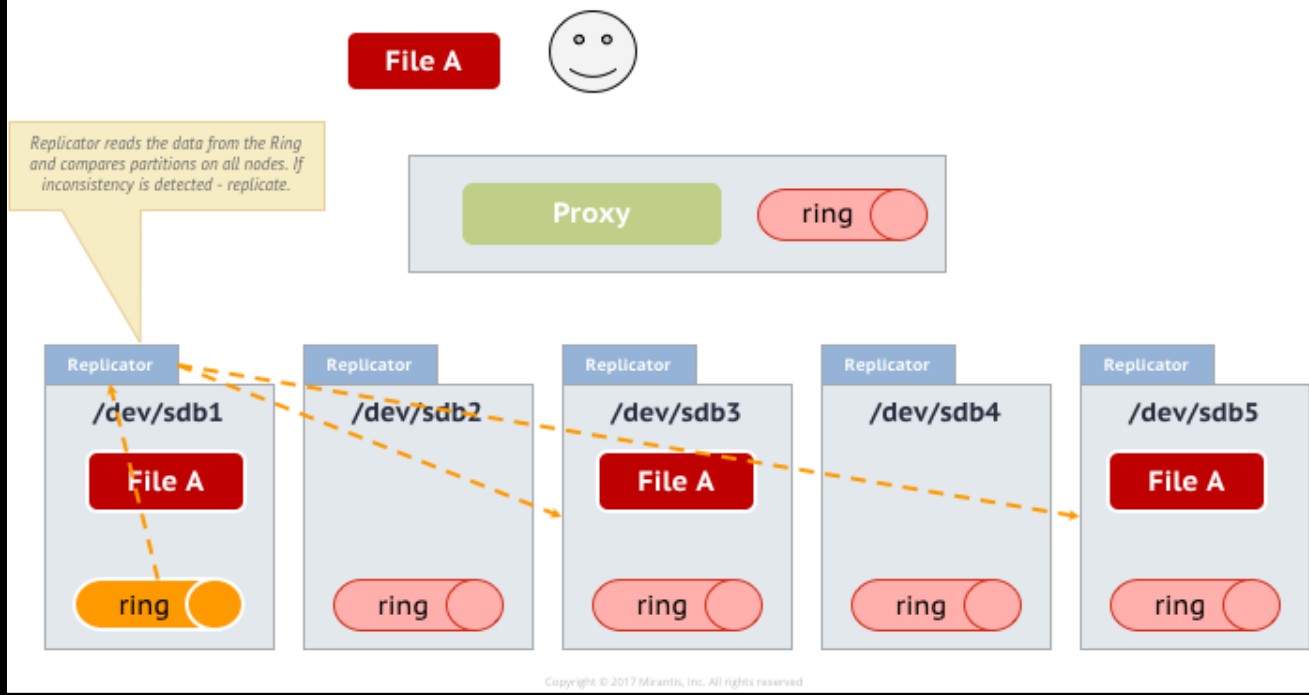 File A
Replicator reads the data from the Ring
and compares partitions on all nodes. If
inconsistency is detected - replicate.
Proxy
ring
Replicator
Replicator
Replicator
Replicator
Replicator
/dev/sdb1
/dev/sdb2
/dev/sdb3
/dev/sdb4
/dev/sdb5
File A
File A
File A
ring
ring
ring
ring
ring
Copyright © 2017 Mirantis, Inc. All rights reserved